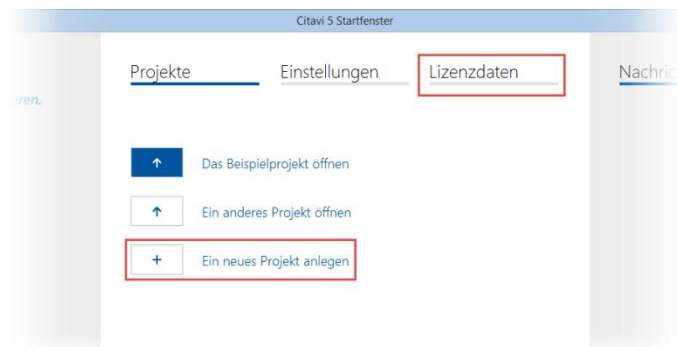 Citavi 5 Startfenster
Projekte Einstellungen Lizenzdaten
Das Beispielprojekt öffnen
Ein anderes Projekt öffnen
Ein neues Projekt anlegen